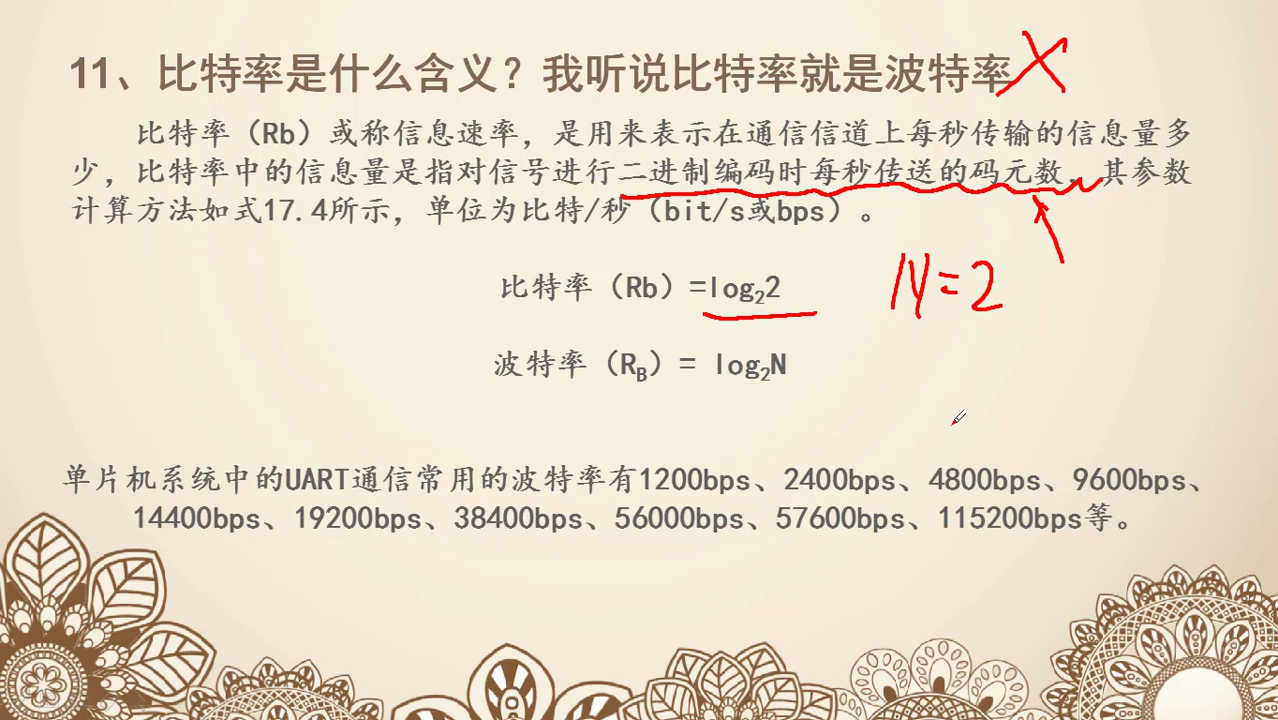 11、比特率是什么含义？我听说比特率就是波特率
比特率（Rb）或称信息速率，是用来表示在通信信道上每秒传输的信息量多
少，比特率中的信息量是指对信号进行二进制编码时每秒传送的码元数，其参数
计算方法如式17.4所示，单位为比特/秒（bit/s或bps）。
比特率（Rb）=log₂2
N=2
波特率（R_B）= log₂N
单片机系统中的UART通信常用的波特率有1200bps、2400bps、4800bps、9600bps、
14400bps、19200bps、38400bps、56000bps、57600bps、115200bps等。